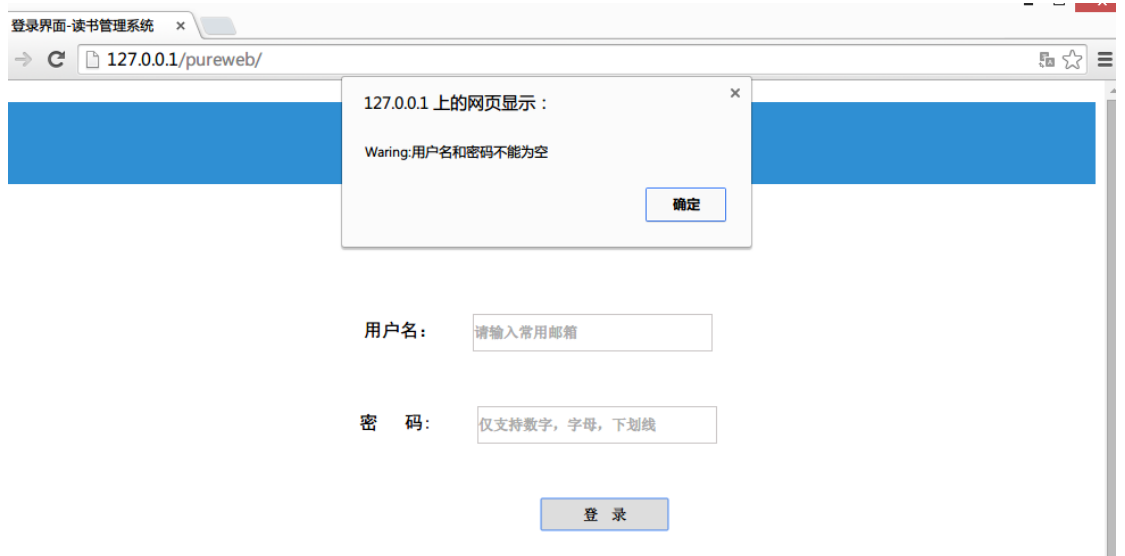 登录界面-读书管理系统
127.0.0.1/pureweb/
127.0.0.1 上的网页显示：
Waring:用户名和密码不能为空
确定
用户名：
请输入常用邮箱
密 码：
仅支持数字，字母，下划线
登 录